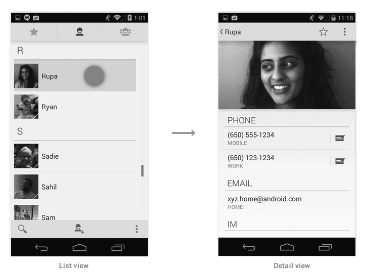 1:01
R
Rupa
Ryan
S
Sadie
Sahil
Sam
List view
11:18
Rupa
PHONE
(650) 555-1234
MOBILE
(650) 123-1234
WORK
EMAIL
xyz.home@android.com
HOME
IM
Detail view